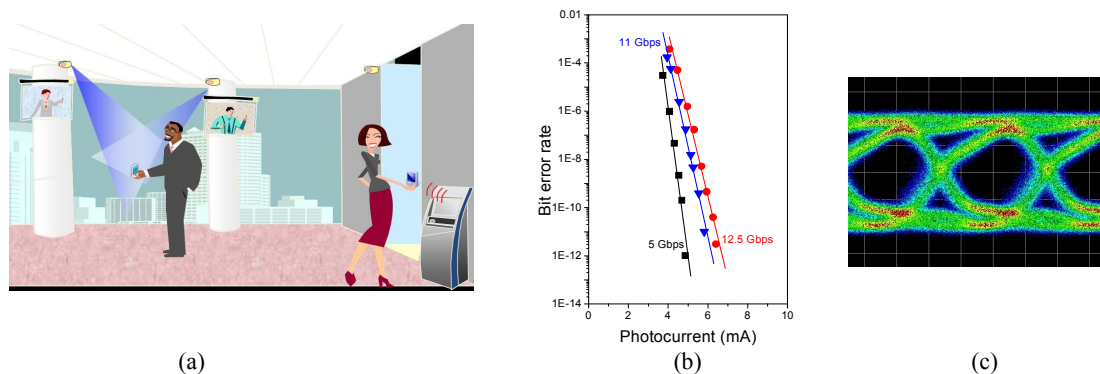 0.01
1E-4
1E-6
1E-8
1E-10
1E-12
1E-14
Bit error rate
11 Gbps
5 Gbps
12.5 Gbps
0 2 4 6 8 10
Photocurrent (mA)
(a) (b) (c)